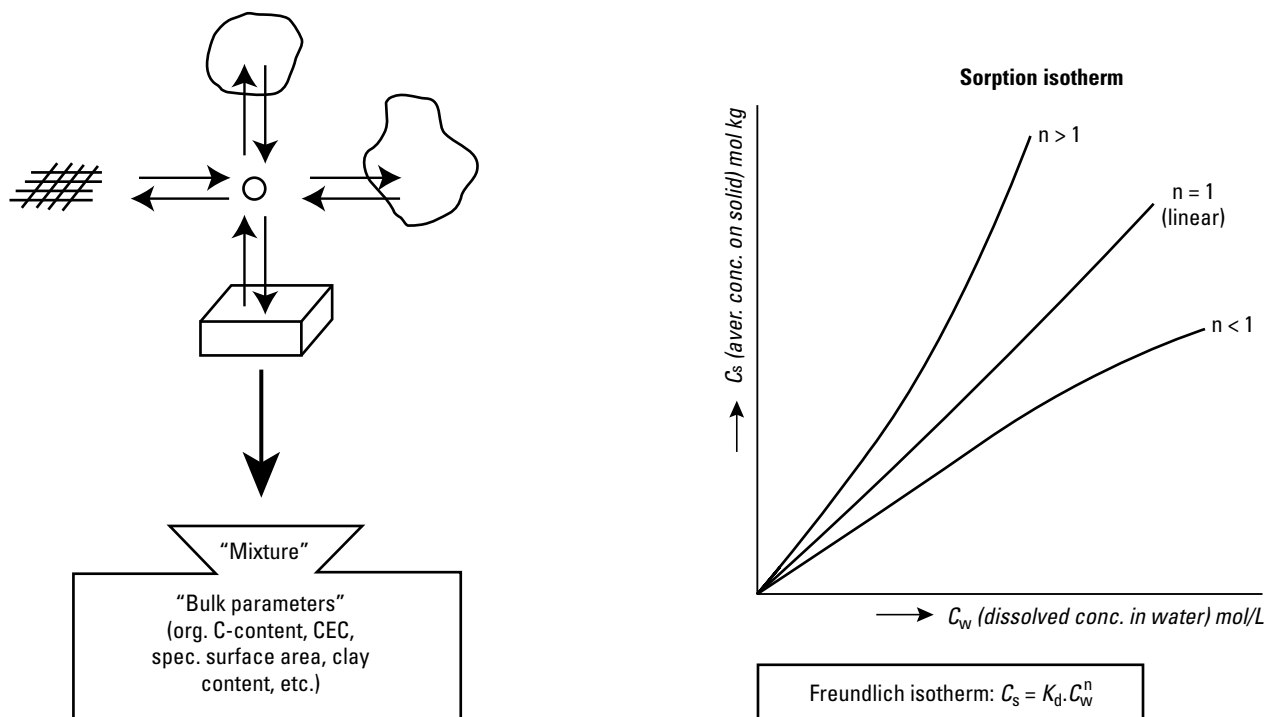 “Mixture”
“Bulk parameters”
(org. C-content, CEC,
spec. surface area, clay
content, etc.)
Sorption isotherm
Cs (aver. conc. on solid) mol kg
n > 1
n = 1
(linear)
n < 1
Cw (dissolved conc. in water) mol/L
Freundlich isotherm: Cs = Kd.Cwⁿ